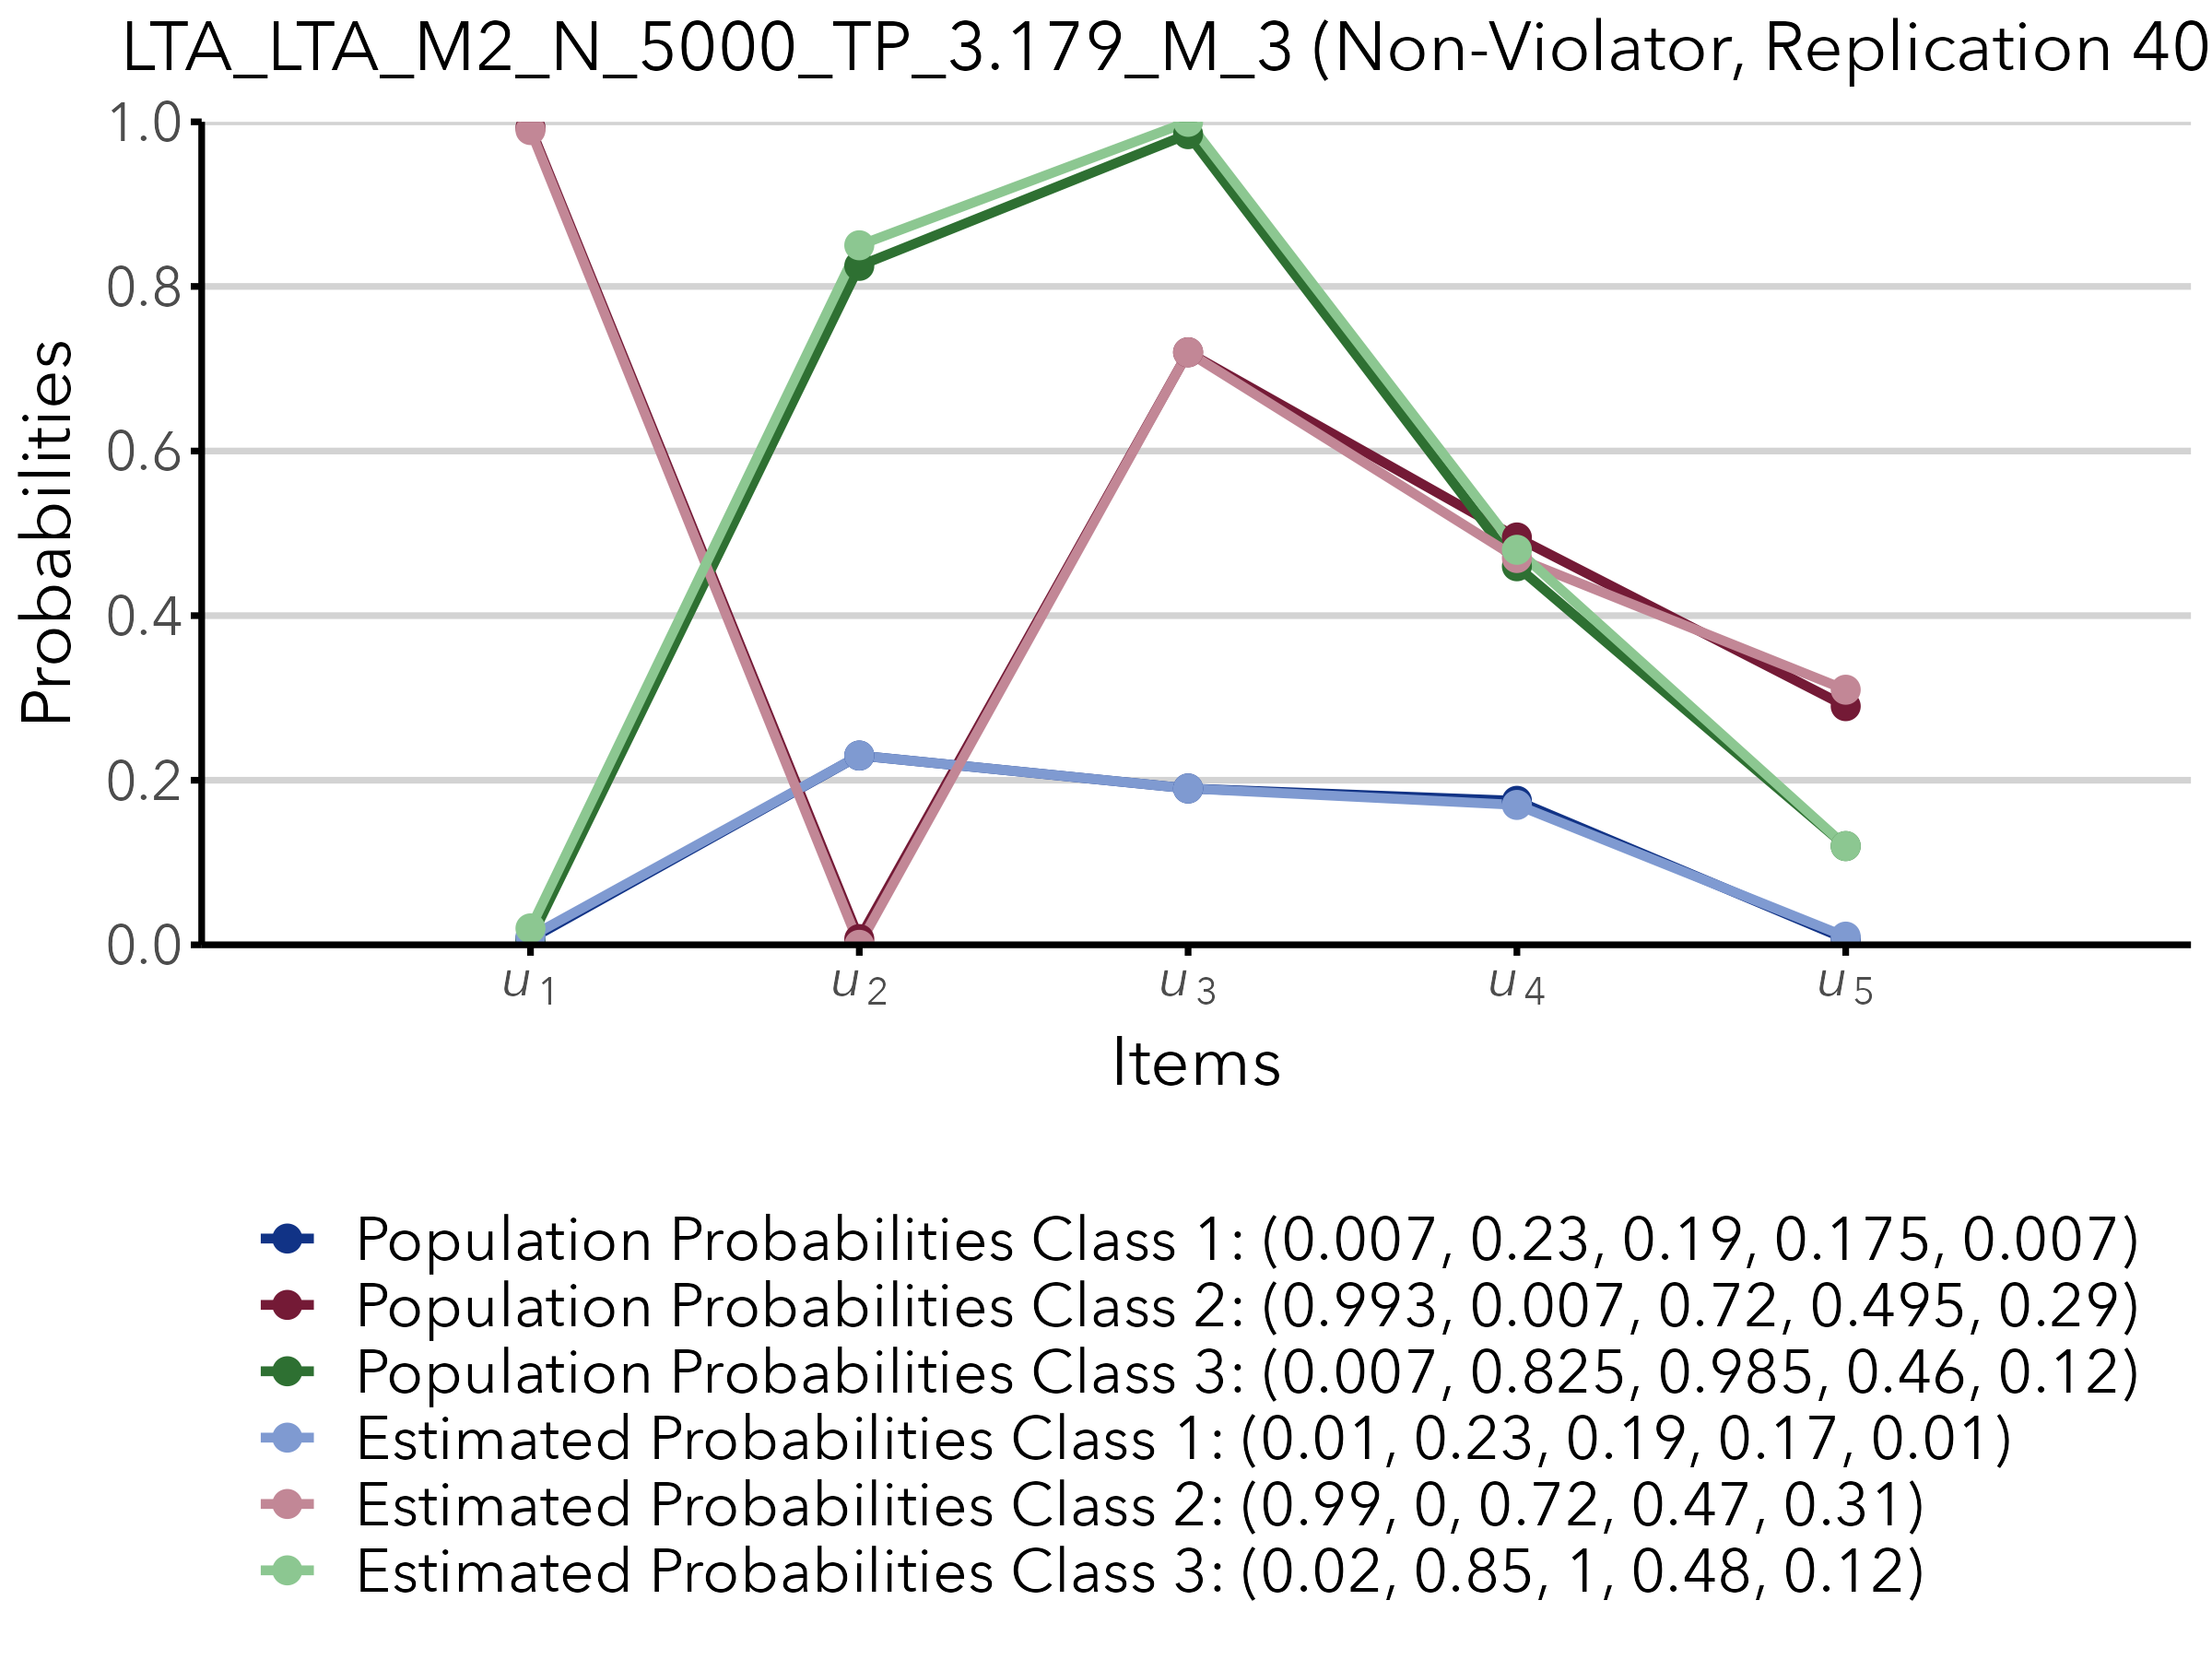 LTA_LTA_M2_N_5000_TP_3.179_M_3 (Non-Violator, Replication 40
1.0
0.8
0.6
0.4
0.2
0.0
Probabilities
u1 u2 u3 u4 u5
Items
Population Probabilities Class 1: (0.007, 0.23, 0.19, 0.175, 0.007)
Population Probabilities Class 2: (0.993, 0.007, 0.72, 0.495, 0.29)
Population Probabilities Class 3: (0.007, 0.825, 0.985, 0.46, 0.12)
Estimated Probabilities Class 1: (0.01, 0.23, 0.19, 0.17, 0.01)
Estimated Probabilities Class 2: (0.99, 0, 0.72, 0.47, 0.31)
Estimated Probabilities Class 3: (0.02, 0.85, 1, 0.48, 0.12)